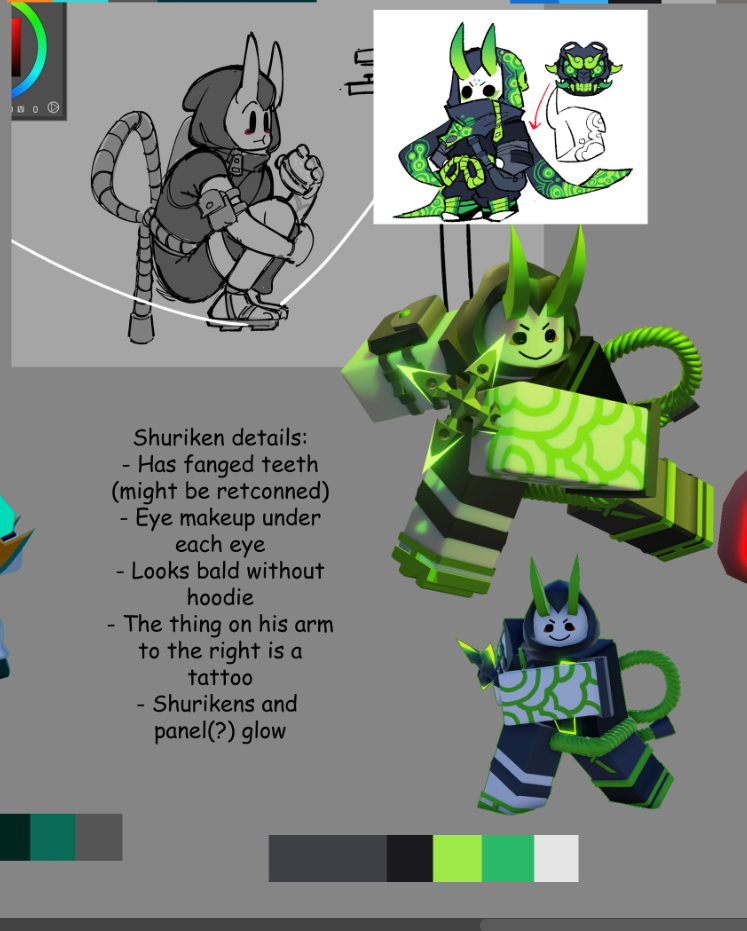 Shuriken details:
- Has fanged teeth
(might be retconned)
- Eye makeup under
each eye
- Looks bald without
hoodie
- The thing on his arm
to the right is a
tattoo
- Shurikens and
panel(?) glow